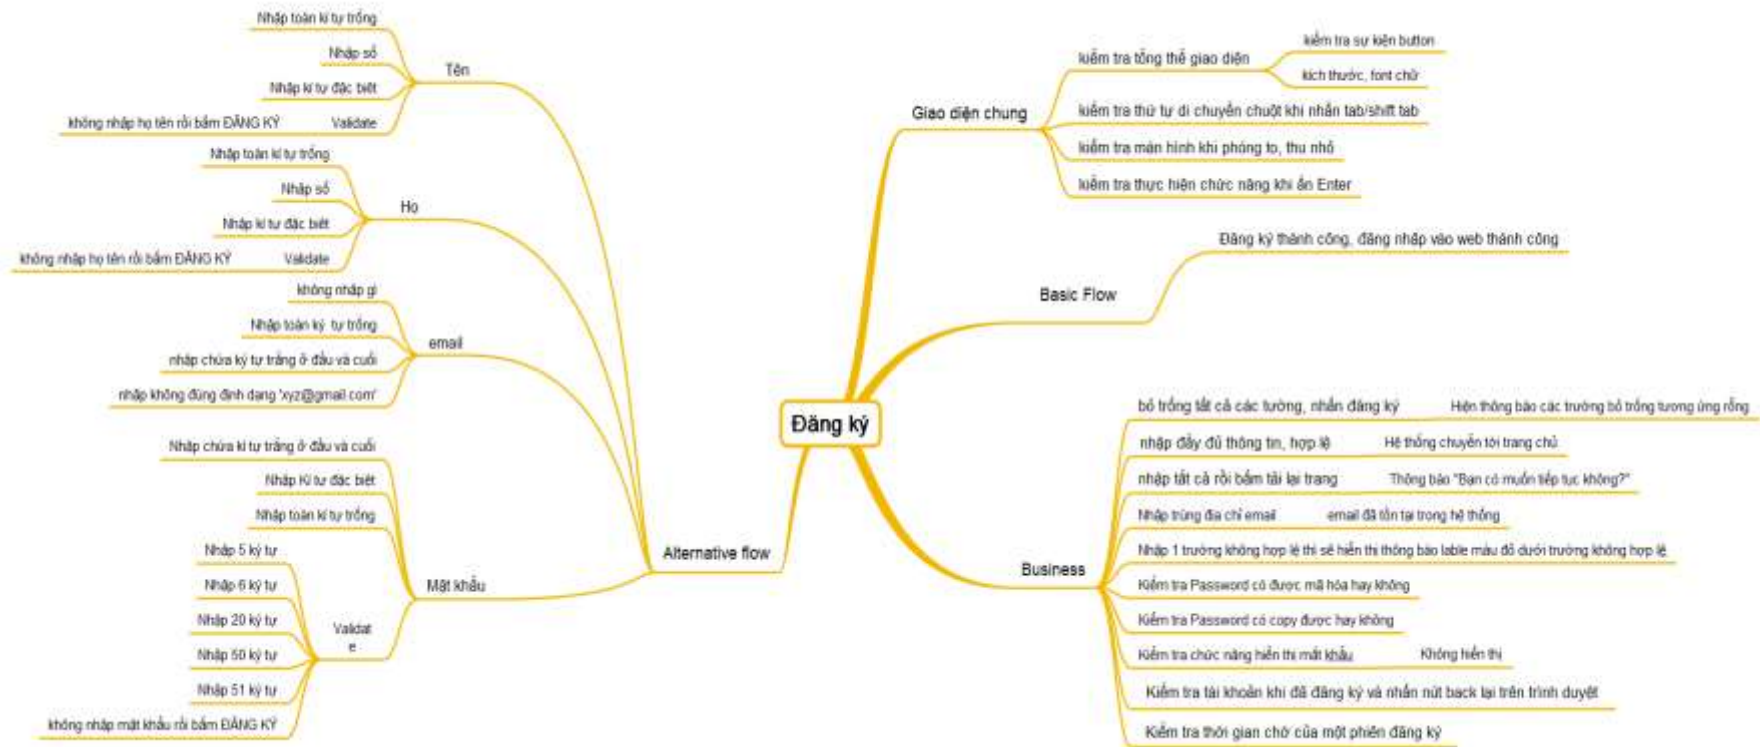 Nhập toàn kí tự trống
Nhập số
Nhập kí tự đặc biệt
không nhập họ tên rồi bấm ĐĂNG KÝ
Validate
Tên
Nhập toàn kí tự trống
Nhập số
Nhập kí tự đặc biệt
không nhập họ tên rồi bấm ĐĂNG KÝ
Validate
Họ
không nhập gì
Nhập toàn ký tự trống
nhập chứa ký tự trắng ở đầu và cuối
nhập không đúng định dạng 'xyz@gmail.com'
email
Nhập chứa kí tự trắng ở đầu và cuối
Nhập Kí tự đặc biệt
Nhập toàn kí tự trống
Nhập 5 ký tự
Nhập 6 ký tự
Nhập 20 ký tự
Nhập 50 ký tự
Nhập 51 ký tự
không nhập mật khẩu rồi bấm ĐĂNG KÝ
Validat
e
Mật khẩu
Alternative flow
Đăng ký
Giao diện chung
kiểm tra tổng thể giao diện
kiểm tra sự kiện button
kích thước, font chữ
kiểm tra thứ tự di chuyển chuột khi nhấn tab/shift tab
kiểm tra màn hình khi phóng to, thu nhỏ
kiểm tra thực hiện chức năng khi ấn Enter
Basic Flow
Đăng ký thành công, đăng nhập vào web thành công
Business
bỏ trống tất cả các tường, nhấn đăng ký
Hiện thông báo các trường bỏ trống tương ứng rỗng
nhập đầy đủ thông tin, hợp lệ
Hệ thống chuyển tới trang chủ
nhập tất cả rồi bấm tải lại trang
Thông báo "Bạn có muốn tiếp tục không?"
Nhập trùng địa chỉ email
email đã tồn tại trong hệ thống
Nhập 1 trường không hợp lệ thì sẽ hiển thị thông báo lable màu đỏ dưới trường không hợp lệ
Kiểm tra Password có được mã hóa hay không
Kiểm tra Password có copy được hay không
Kiểm tra chức năng hiển thị mất khẩu
Không hiển thị
Kiểm tra tài khoản khi đã đăng ký và nhấn nút back lại trên trình duyệt
Kiểm tra thời gian chờ của một phiên đăng ký